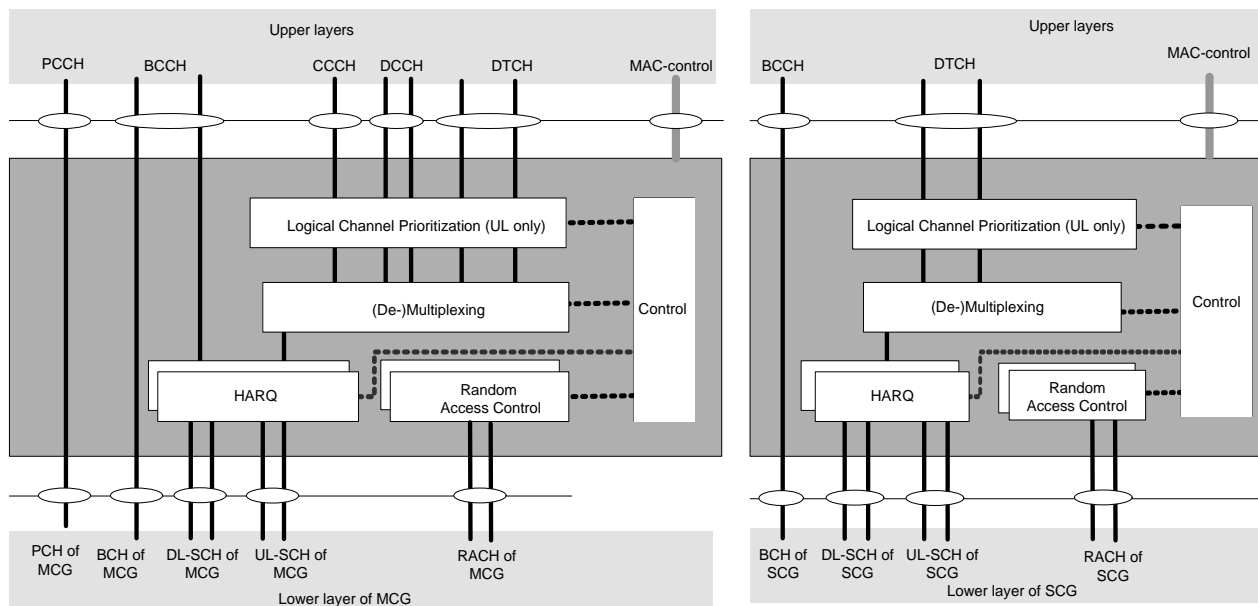 Upper layers
PCCH
BCCH
CCCH
DCCH
DTCH
MAC-control
Logical Channel Prioritization (UL only)
(De-)Multiplexing
Control
HARQ
Random
Access Control
PCH of
MCG
BCH of
MCG
DL-SCH of
MCG
UL-SCH of
MCG
RACH of
MCG
Lower layer of MCG
Upper layers
BCCH
DTCH
MAC-control
Logical Channel Prioritization (UL only)
(De-)Multiplexing
Control
HARQ
Random
Access Control
BCH of
SCG
DL-SCH of
SCG
UL-SCH of
SCG
RACH of
SCG
Lower layer of SCG